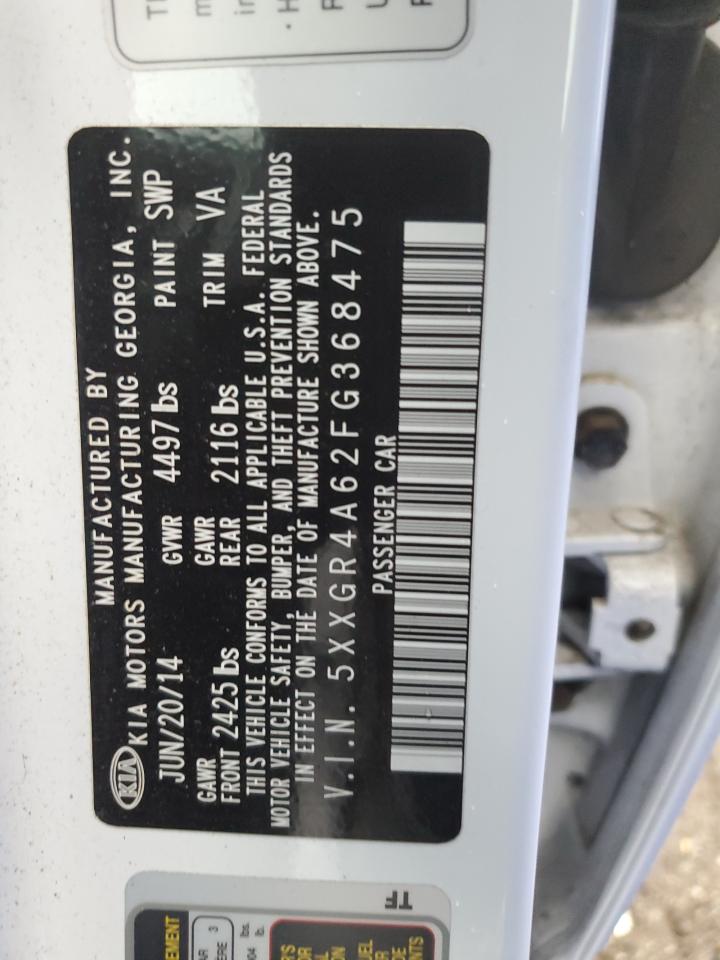 MANUFACTURED BY
KIA KIA MOTORS MANUFACTURING GEORGIA, INC.
JUN/20/14 GVWR 4497 lbs PAINT SWP
GAWR FRONT 2425 lbs GAWR REAR 2116 lbs TRIM VA
THIS VEHICLE CONFORMS TO ALL APPLICABLE U.S.A. FEDERAL
MOTOR VEHICLE SAFETY, BUMPER, AND THEFT PREVENTION STANDARDS
IN EFFECT ON THE DATE OF MANUFACTURE SHOWN ABOVE.
V.I.N. 5XXGR4A62FG368475
PASSENGER CAR
TF